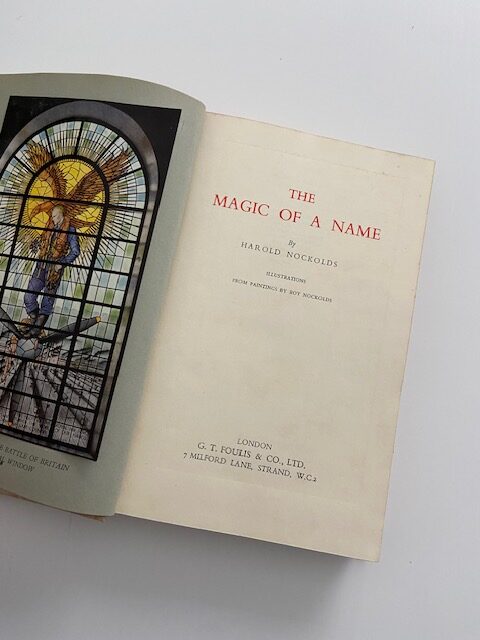 BATTLE OF BRITAIN
WINDOW
THE
MAGIC OF A NAME
By
HAROLD NOCKOLDS
ILLUSTRATIONS
FROM PAINTINGS BY ROY NOCKOLDS
LONDON
G. T. FOULIS & CO., LTD.
7 MILFORD LANE, STRAND, W.C.2